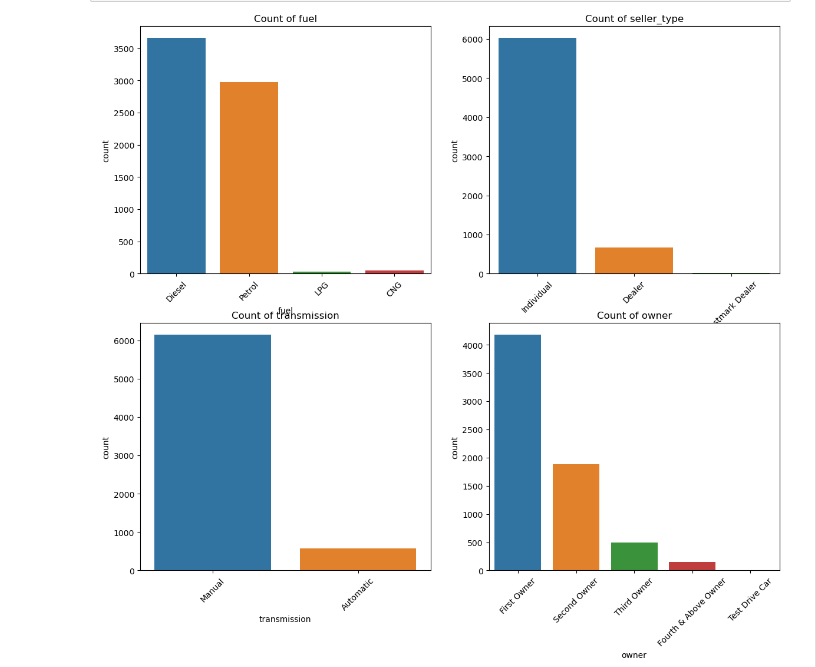 Count of fuel
3500
3000
2500
2000
1500
1000
500
0
count
Diesel
Petrol
LPG
CNG
fuel
Count of seller_type
6000
5000
4000
3000
2000
1000
0
count
Individual
Dealer
stmark Dealer
Count of transmission
6000
5000
4000
3000
2000
1000
0
count
Manual
Automatic
transmission
Count of owner
4000
3500
3000
2500
2000
1500
1000
500
0
count
First Owner
Second Owner
Third Owner
Fourth & Above Owner
Test Drive Car
owner